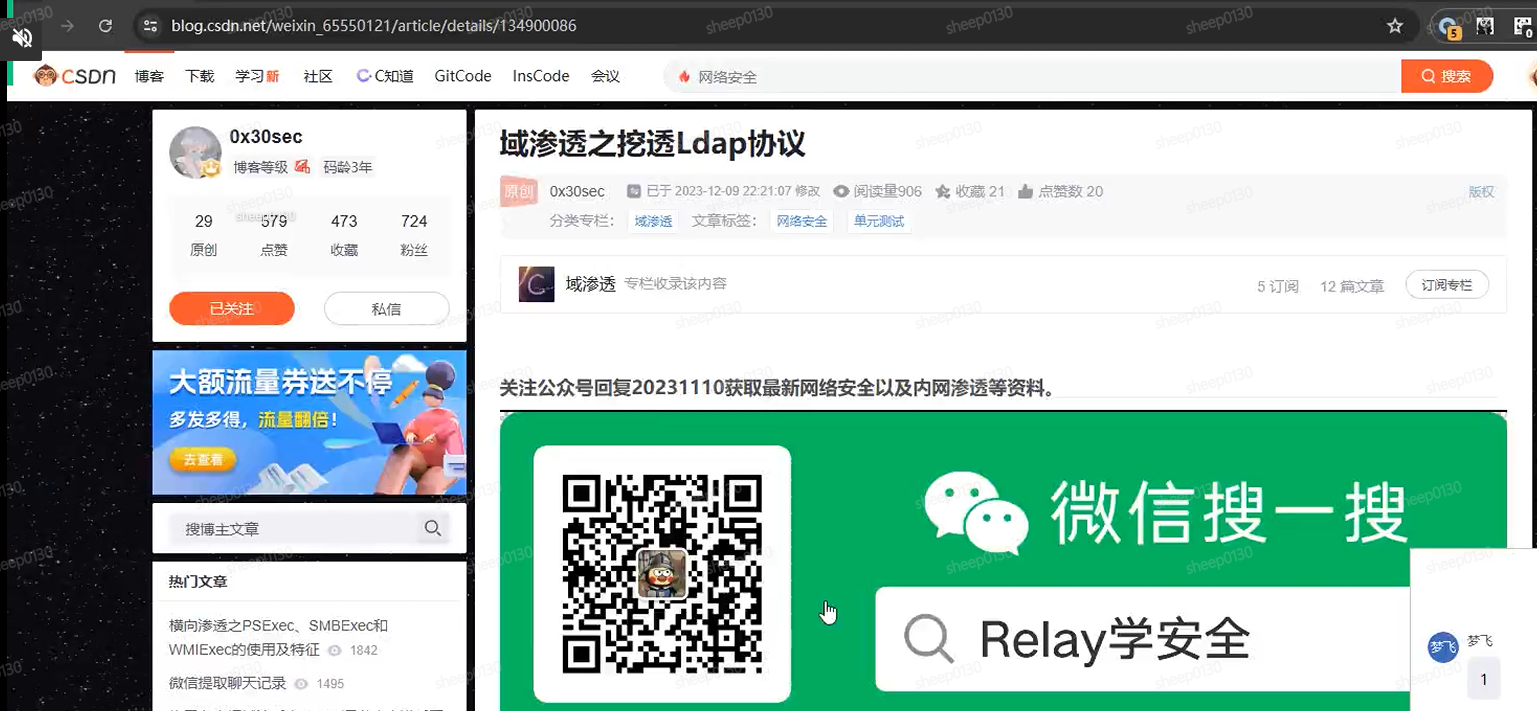 blog.csdn.net/weixin_65550121/article/details/134900086
5
0
CSDN 博客 下载 学习新 社区 C知道 GitCode InsCode 会议 网络安全 搜索
0x30sec
博客等级 码龄3年
29 579 473 724
原创 点赞 收藏 粉丝
已关注 私信
大额流量券送不停
多发多得，流量翻倍！
去查看
搜博主文章
热门文章
横向渗透之PSExec、SMBExec和
WMIExec的使用及特征 1842
微信提取聊天记录 1495
域渗透之挖透Ldap协议
原创 0x30sec 已于 2023-12-09 22:21:07 修改 阅读量906 收藏 21 点赞数 20
版权
分类专栏： 域渗透 文章标签： 网络安全 单元测试
域渗透 专栏收录该内容 5 订阅 12 篇文章 订阅专栏
关注公众号回复20231110获取最新网络安全以及内网渗透等资料。
微信搜一搜
Relay学安全
梦飞 梦飞
1
sheep0130